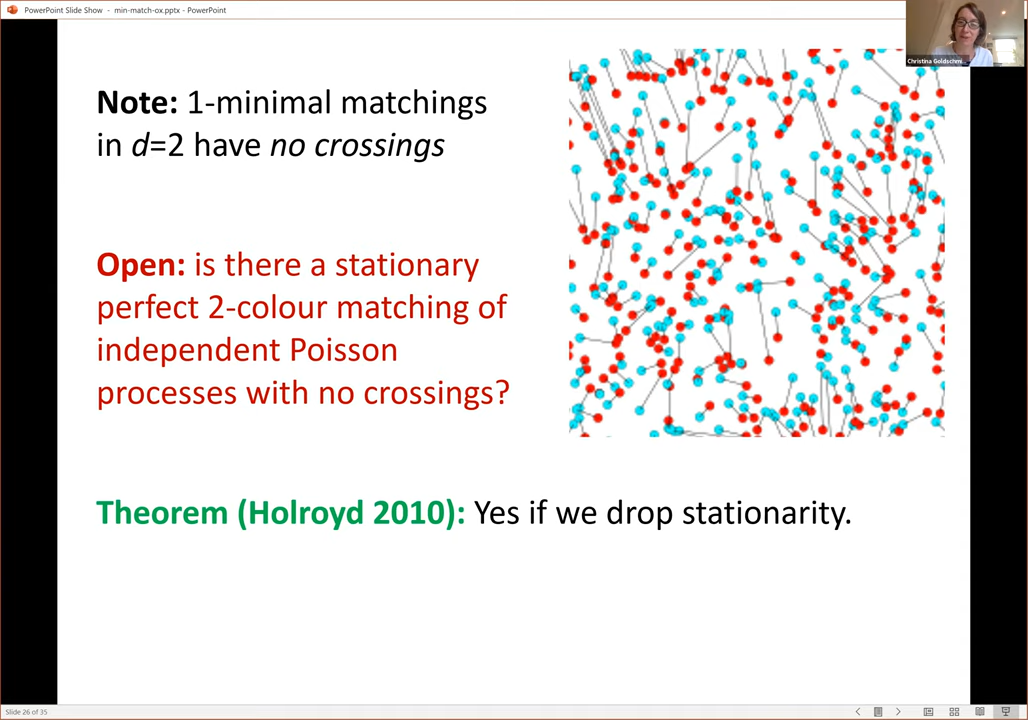 PowerPoint Slide Show - min-match-ox.pptx - PowerPoint
Christina Goldschmi...
Note: 1-minimal matchings
in d=2 have no crossings
Open: is there a stationary
perfect 2-colour matching of
independent Poisson
processes with no crossings?
Theorem (Holroyd 2010): Yes if we drop stationarity.
Slide 26 of 35